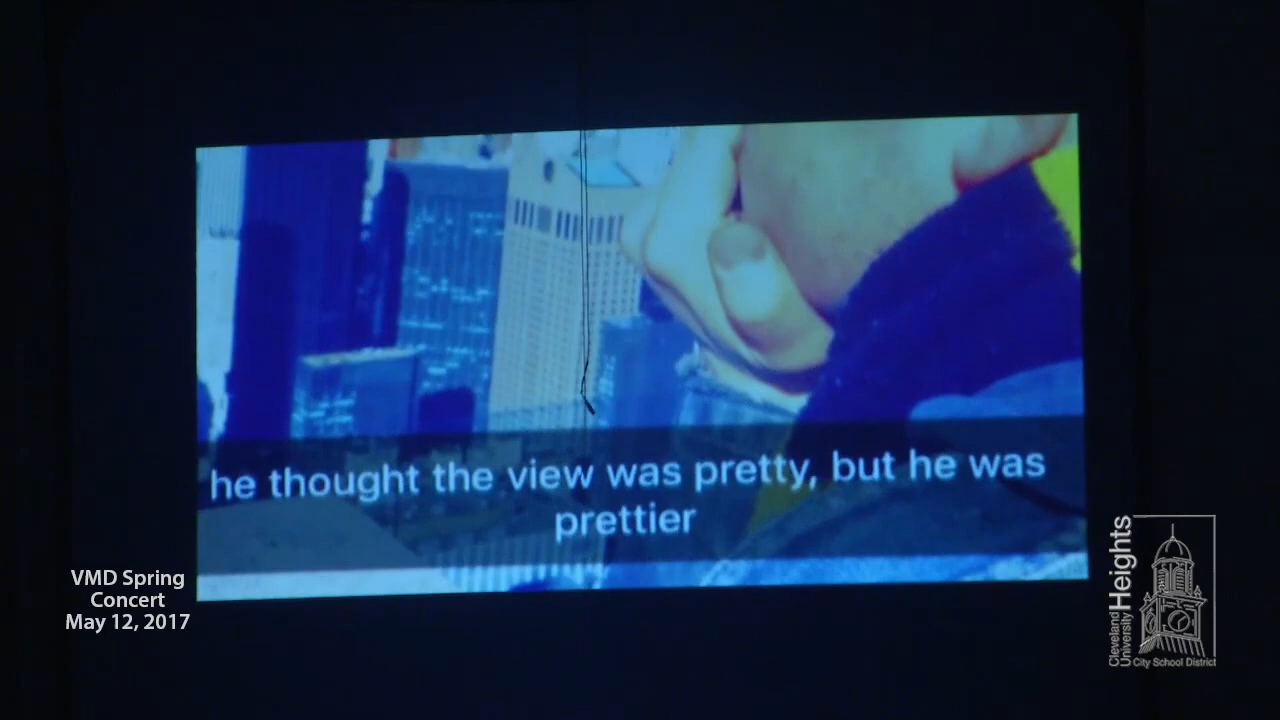 he thought the view was pretty, but he was
prettier
VMD Spring
Concert
May 12, 2017
Cleveland
University
Heights
City School District